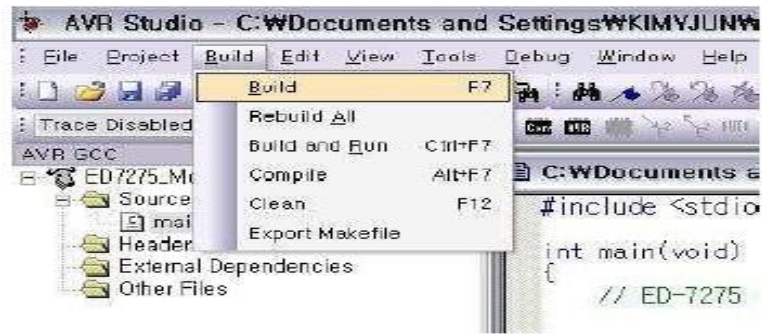 AVR Studio - C:₩Documents and Settings₩KIMYJUN₩
File Project Build Edit View Tools Debug Window Help
Build F7
Rebuild All
Build and Run Ctrl+F7
Compile Alt+F7
Clean F12
Export Makefile
Trace Disabled
AVR GCC
ED7275_M
Source
mai
Header
External Dependencies
Other Files
C:₩Documents a
#include <stdio
int main(void)
{
// ED-7275